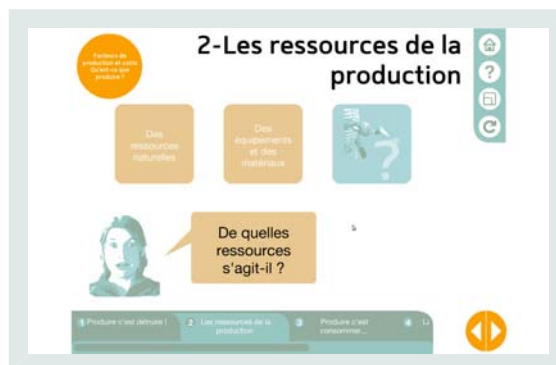 Facteurs de
production et coûts
Qu'est-ce que
produire ?
2-Les ressources de la
production
Des
ressources
naturelles
Des
équipements
et des
matériaux
?
De quelles
ressources
s'agit-il ?
1 Produire c'est détruire !
2 Les ressources de la
production
3 Produire c'est
consommer...
4